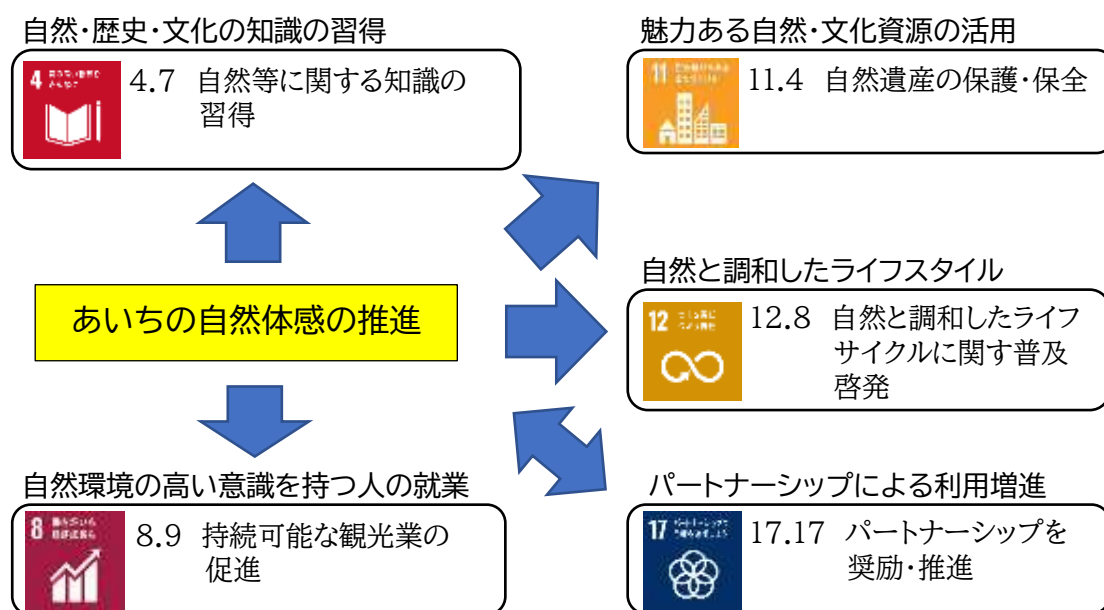 自然・歴史・文化の知識の習得
4
4.7 自然等に関する知識の
習得
魅力ある自然・文化資源の活用
11
11.4 自然遺産の保護・保全
あいちの自然体感の推進
自然と調和したライフスタイル
12
12.8 自然と調和したライフ
サイクルに関す普及
啓発
自然環境の高い意識を持つ人の就業
8
8.9 持続可能な観光業の
促進
パートナーシップによる利用増進
17
17.17 パートナーシップを
奨励・推進